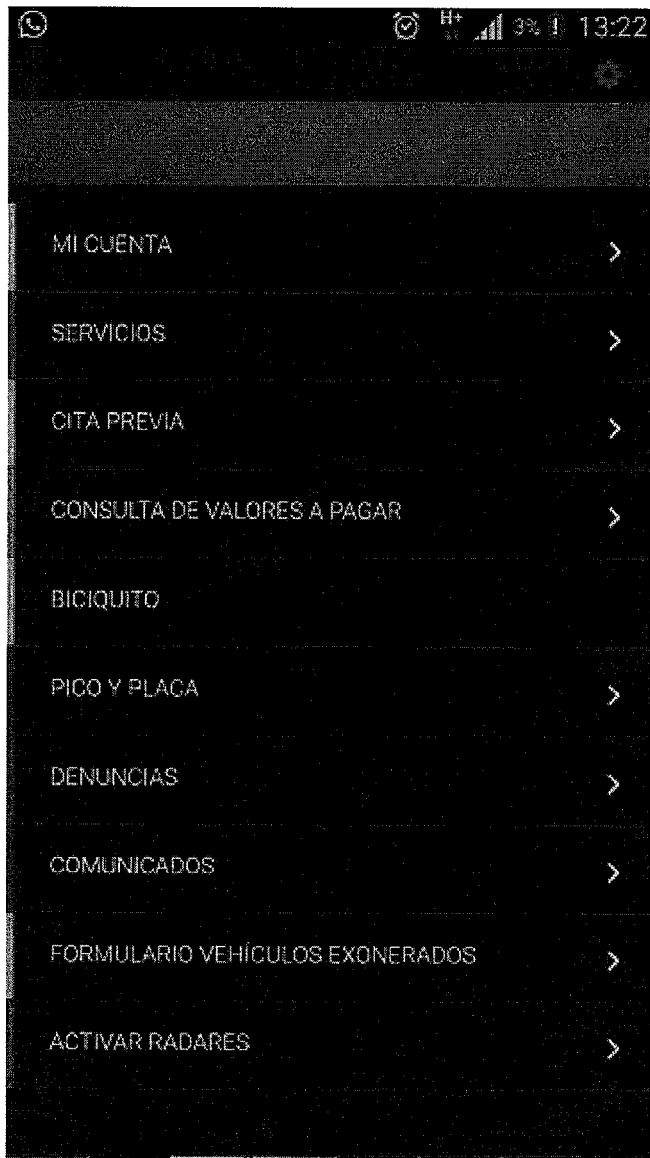 H+ 3% 13:22
MI CUENTA
SERVICIOS
CITA PREVIA
CONSULTA DE VALORES A PAGAR
BICIQUITO
PICO Y PLACA
DENUNCIAS
COMUNICADOS
FORMULARIO VEHÍCULOS EXONERADOS
ACTIVAR RADARES